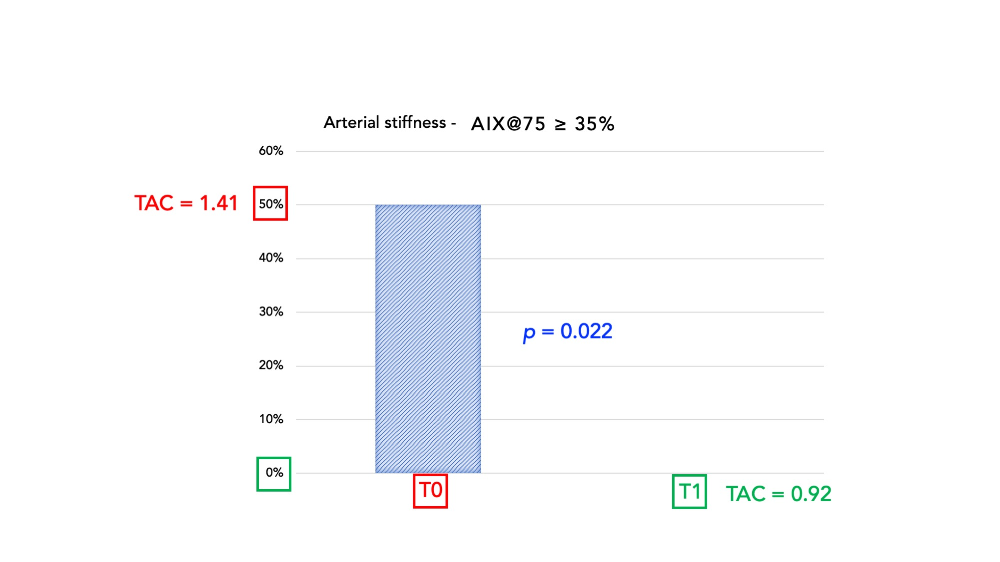 Arterial stiffness - AIX@75 ≥ 35%
60%
TAC = 1.41 50%
40%
30%
p = 0.022
20%
10%
0%
T0 T1 TAC = 0.92